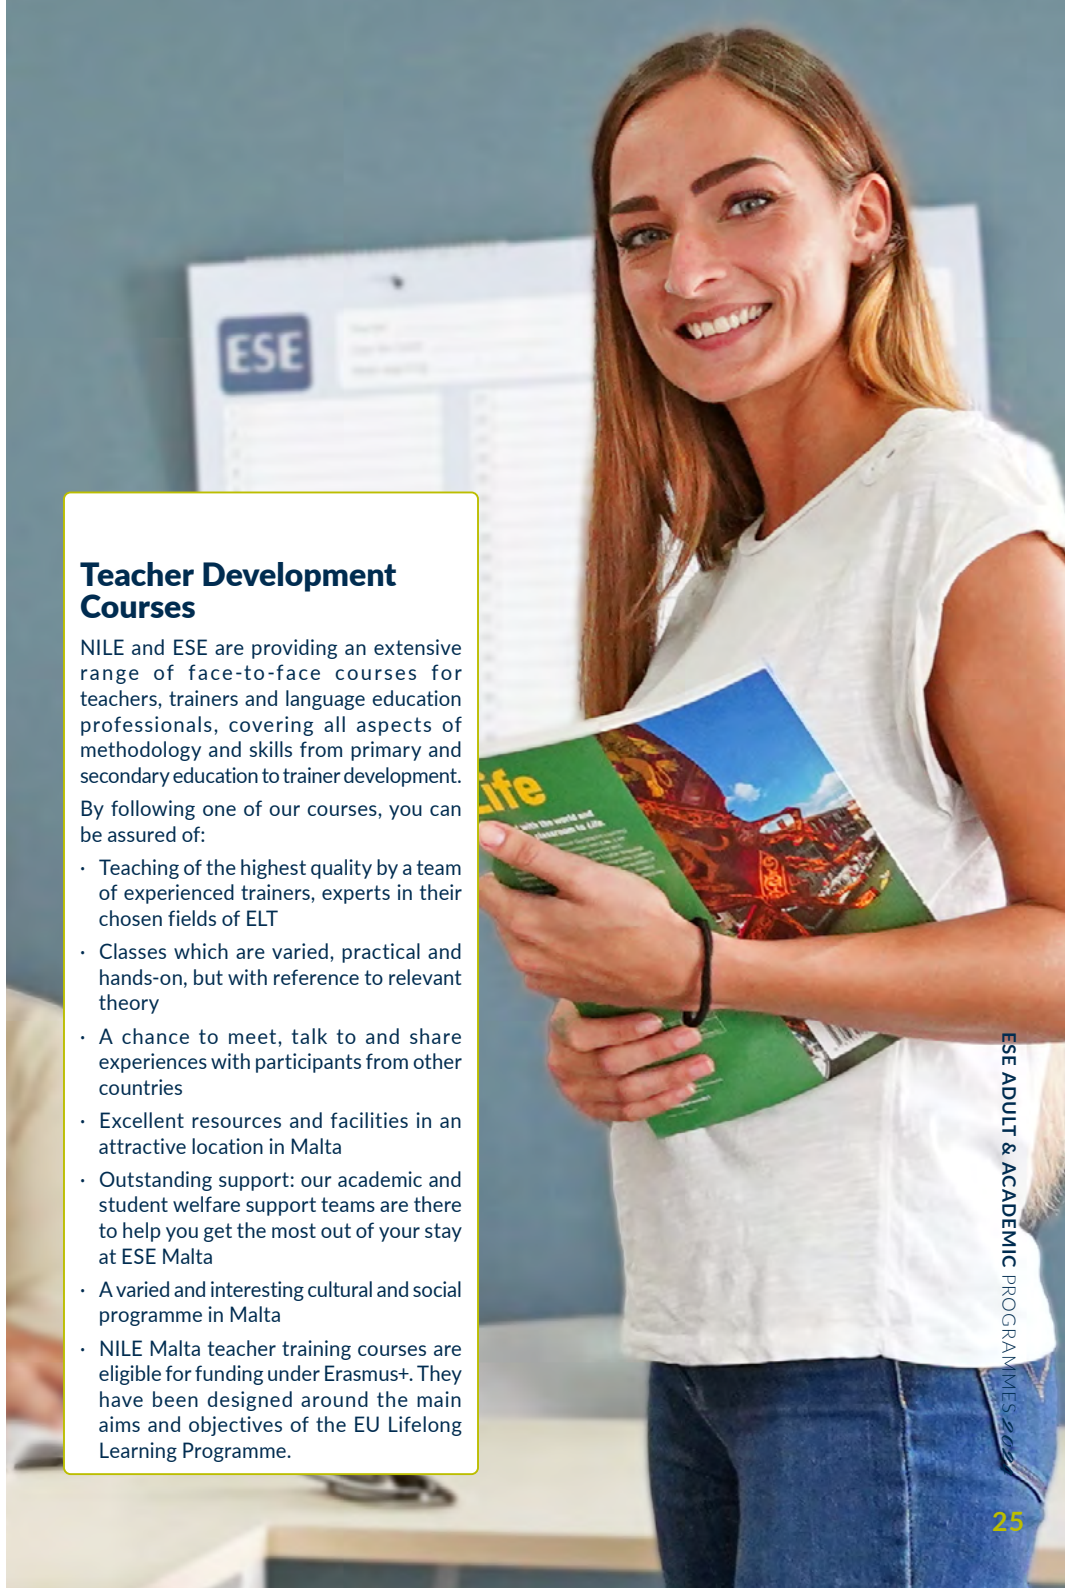 ESE
Teacher Development
Courses
NILE and ESE are providing an extensive
range of face-to-face courses for
teachers, trainers and language education
professionals, covering all aspects of
methodology and skills from primary and
secondary education to trainer development.
By following one of our courses, you can
be assured of:
· Teaching of the highest quality by a team
of experienced trainers, experts in their
chosen fields of ELT
· Classes which are varied, practical and
hands-on, but with reference to relevant
theory
· A chance to meet, talk to and share
experiences with participants from other
countries
· Excellent resources and facilities in an
attractive location in Malta
· Outstanding support: our academic and
student welfare support teams are there
to help you get the most out of your stay
at ESE Malta
· A varied and interesting cultural and social
programme in Malta
· NILE Malta teacher training courses are
eligible for funding under Erasmus+. They
have been designed around the main
aims and objectives of the EU Lifelong
Learning Programme.
Life
with the world and
classroom to Life.
ESE ADULT & ACADEMIC PROGRAMMES
25